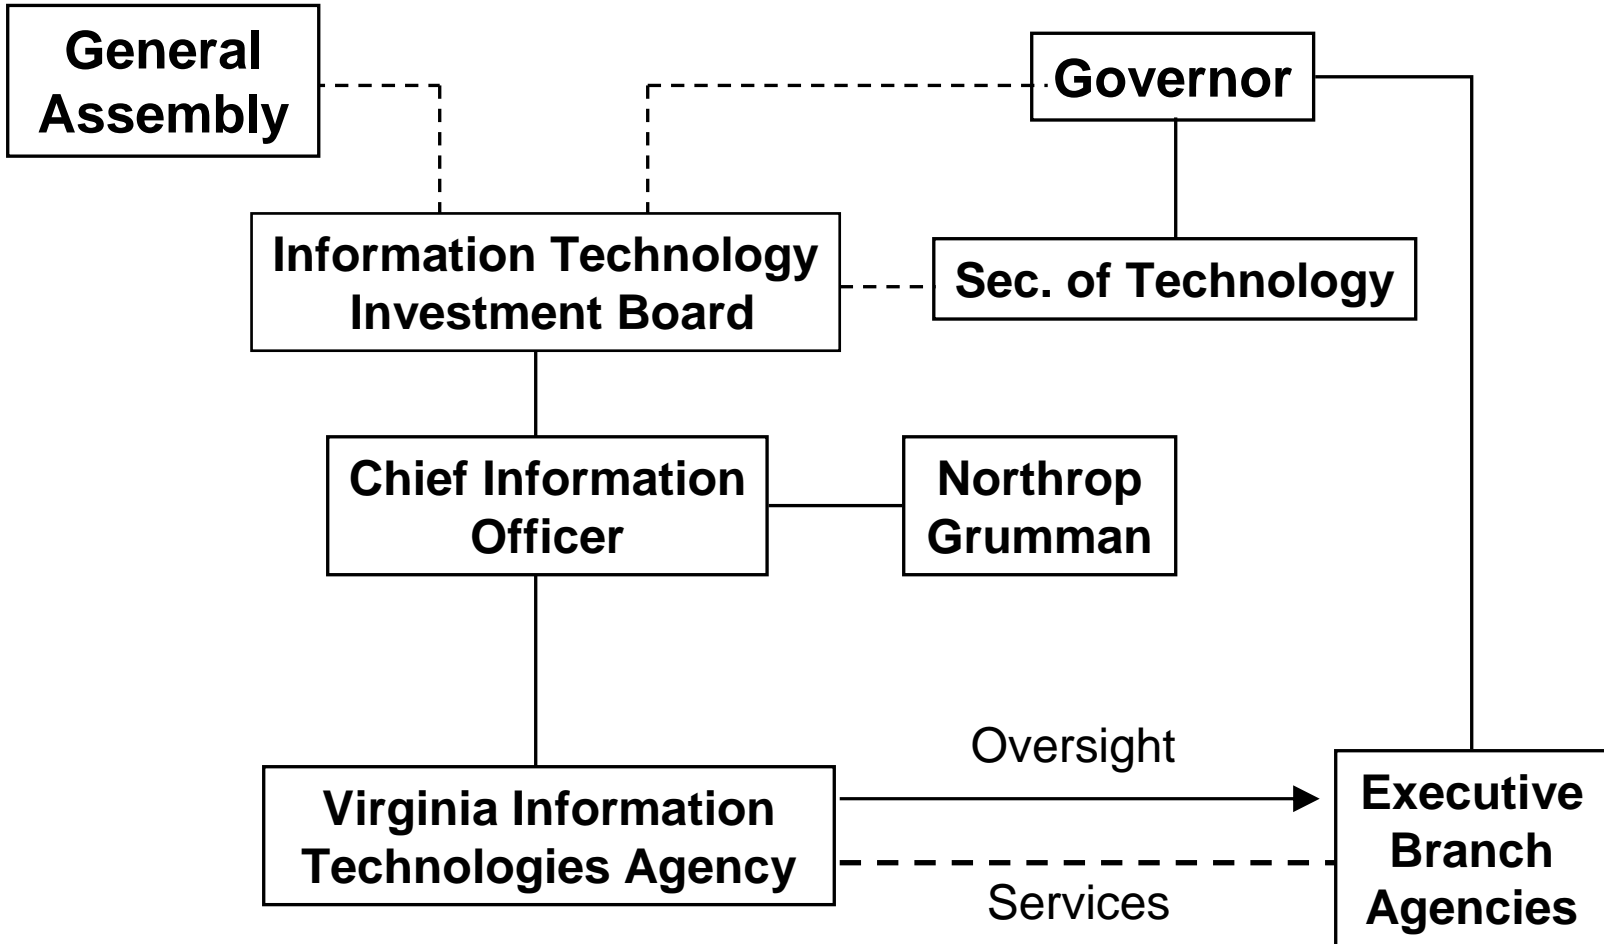 General
Assembly
Governor
Information Technology
Investment Board
Sec. of Technology
Chief Information
Officer
Northrop
Grumman
Oversight
Virginia Information
Technologies Agency
Services
Executive
Branch
Agencies